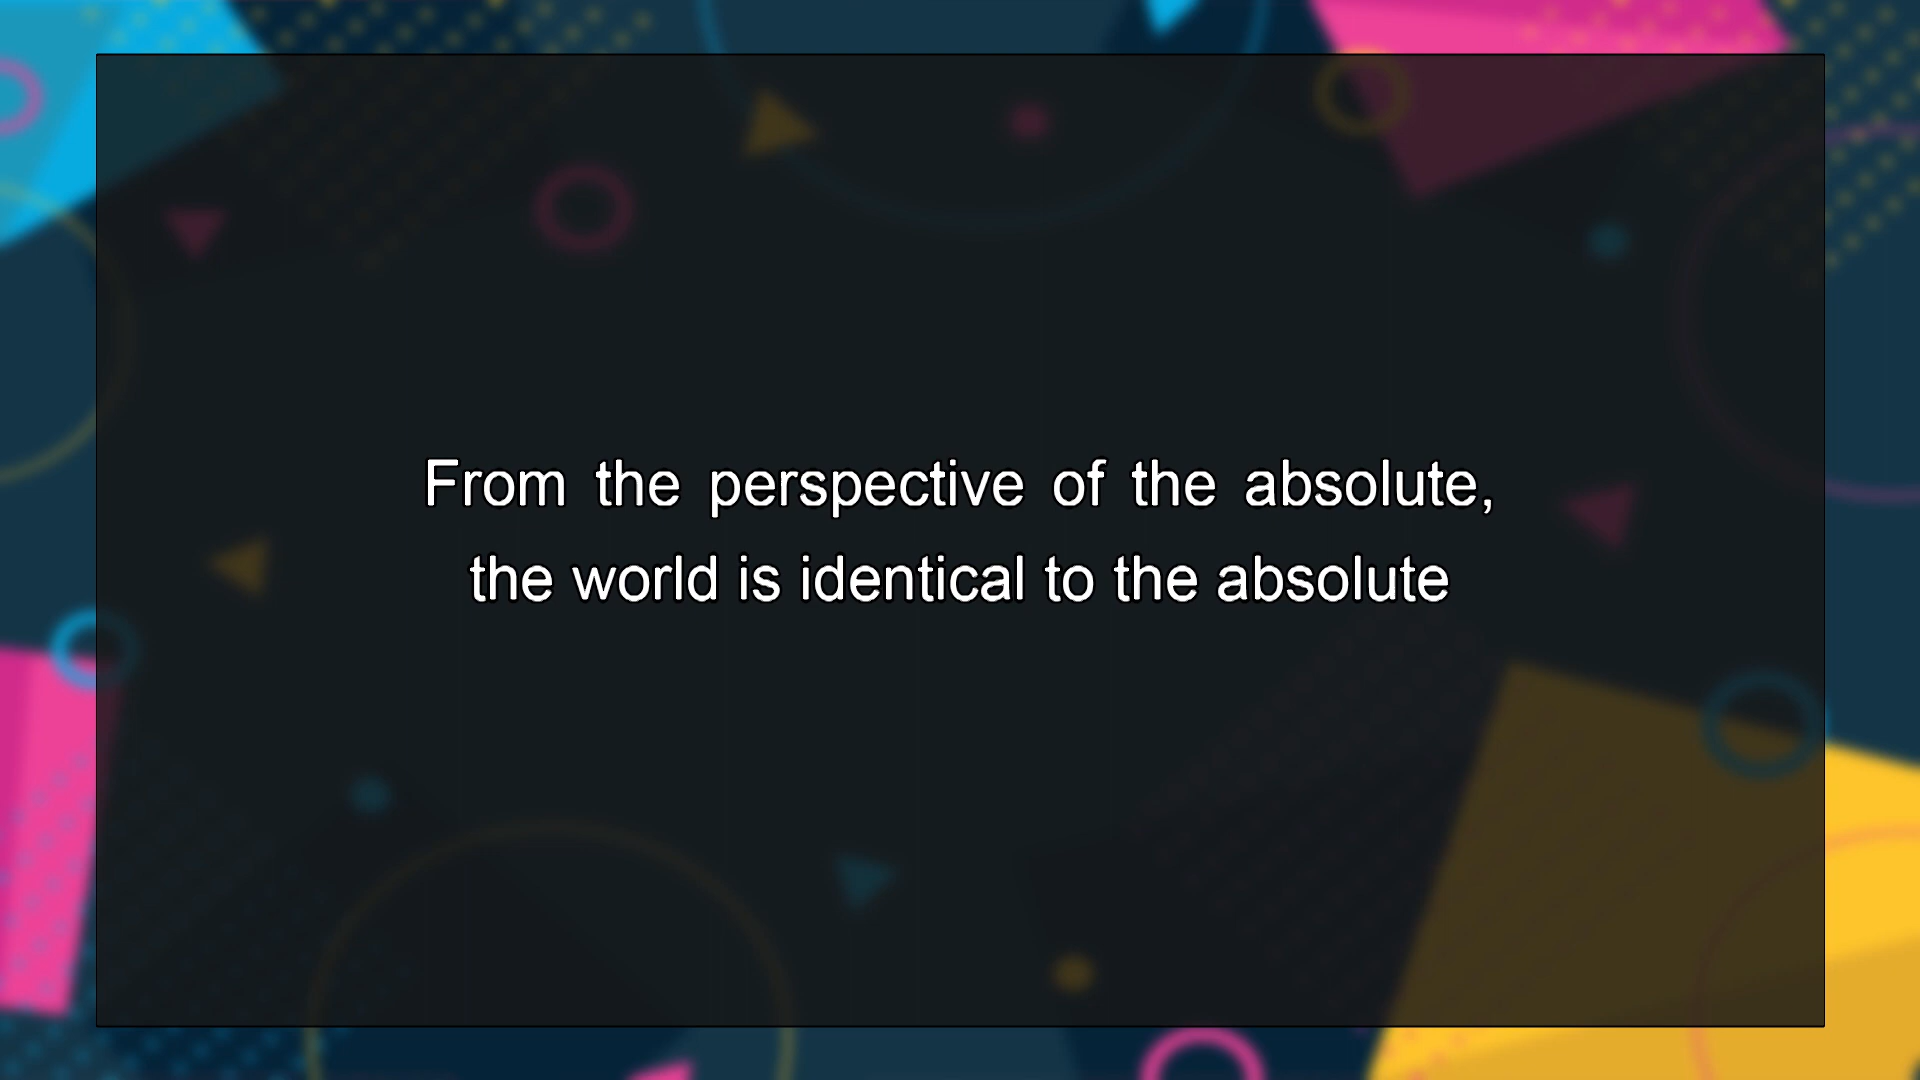 From the perspective of the absolute,
the world is identical to the absolute